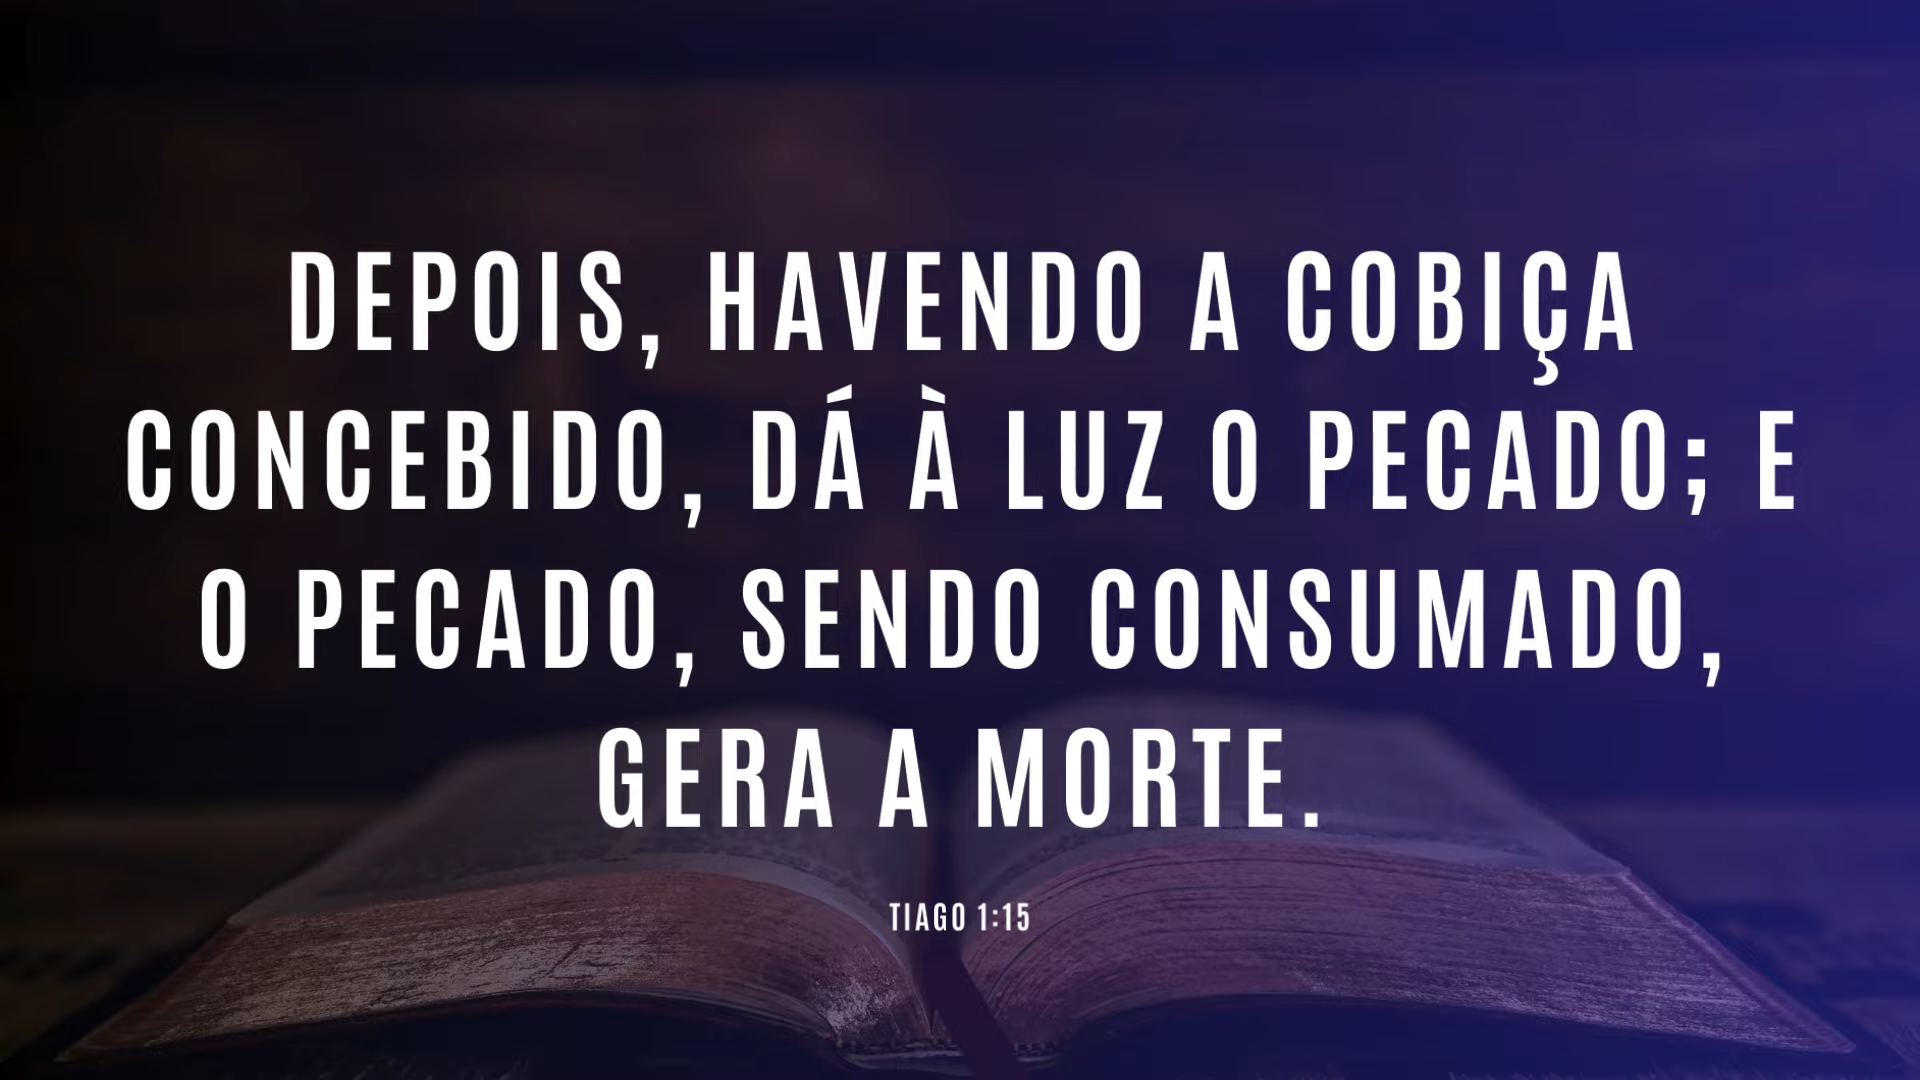 DEPOIS, HAVENDO A COBIÇA
CONCEBIDO, DÁ À LUZ O PECADO; E
O PECADO, SENDO CONSUMADO,
GERA A MORTE.
TIAGO 1:15